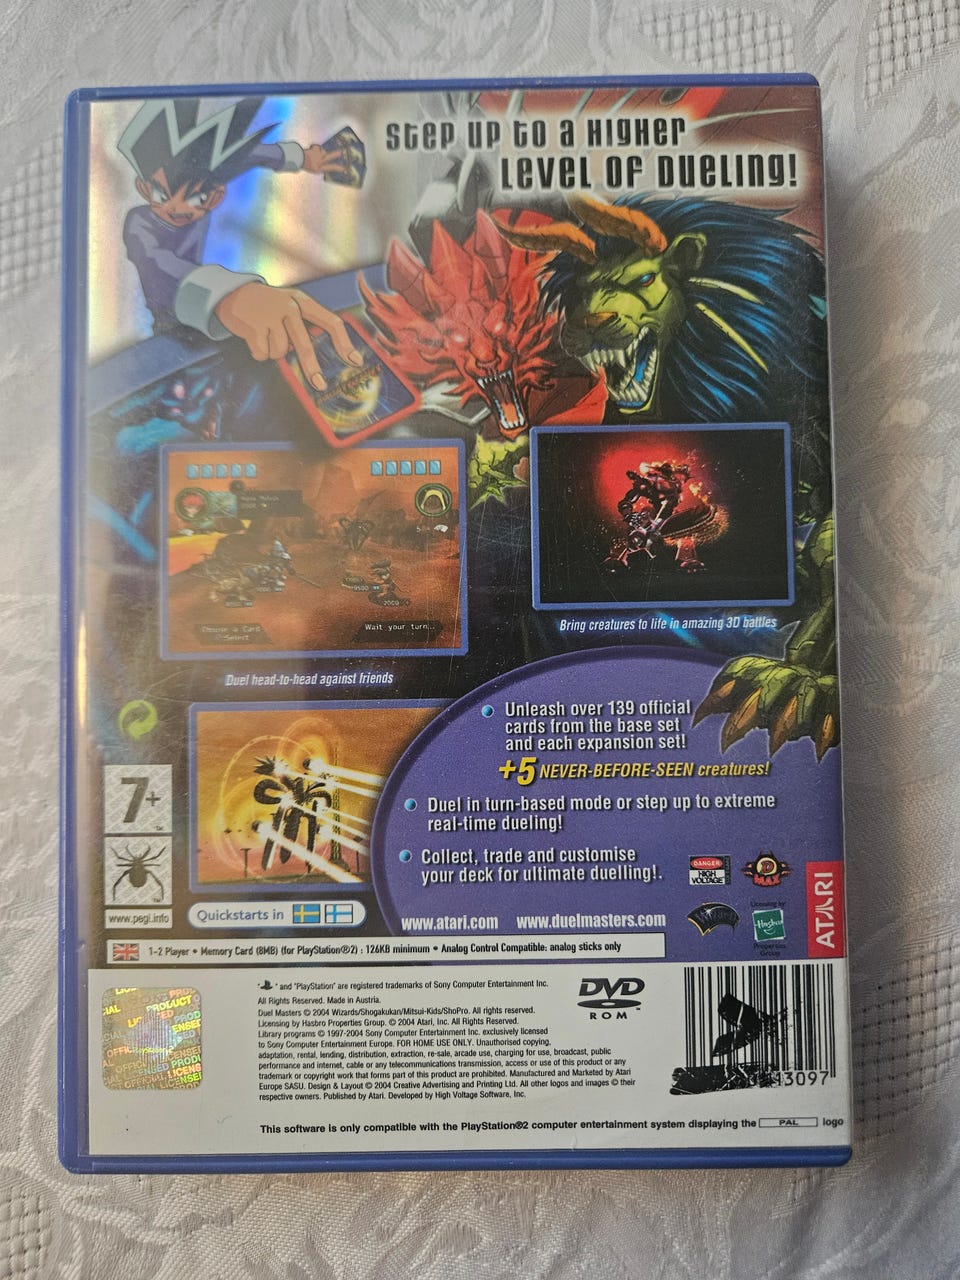 STEP UP TO A HIGHER
LEVEL OF DUELING!
Choose a Card
Select
Wait your turn...
Duel head-to-head against friends
Bring creatures to life in amazing 3D battles
Unleash over 139 official
cards from the base set
and each expansion set!
+5 NEVER-BEFORE-SEEN creatures!
Duel in turn-based mode or step up to extreme
real-time dueling!
Collect, trade and customise
your deck for ultimate duelling!.
7+
www.pegi.info
Quickstarts in
www.atari.com www.duelmasters.com
DANGER
HIGH VOLTAGE
D MAX
Wizards
Licensing by
Hasbro
Properties
Group
ATARI
1-2 Player • Memory Card (8MB) (for PlayStation®2) : 126KB minimum • Analog Control Compatible: analog sticks only
" " and "PlayStation" are registered trademarks of Sony Computer Entertainment Inc.
All Rights Reserved. Made in Austria.
Duel Masters © 2004 Wizards/Shogakukan/Mitsui-Kids/ShoPro. All rights reserved.
Licensing by Hasbro Properties Group. © 2004 Atari, Inc. All Rights Reserved.
Library programs © 1997-2004 Sony Computer Entertainment Inc. exclusively licensed
to Sony Computer Entertainment Europe. FOR HOME USE ONLY. Unauthorised copying,
adaptation, rental, lending, distribution, extraction, re-sale, arcade use, charging for use, broadcast, public
performance and internet, cable or any telecommunications transmission, access or use of this product or any
trademark or copyright work that forms part of this product are prohibited. Manufactured and Marketed by Atari
Europe SASU. Design & Layout © 2004 Creative Advertising and Printing Ltd. All other logos and images © their
respective owners. Published by Atari. Developed by High Voltage Software, Inc.
DVD
ROM
13097
This software is only compatible with the PlayStation®2 computer entertainment system displaying the PAL logo